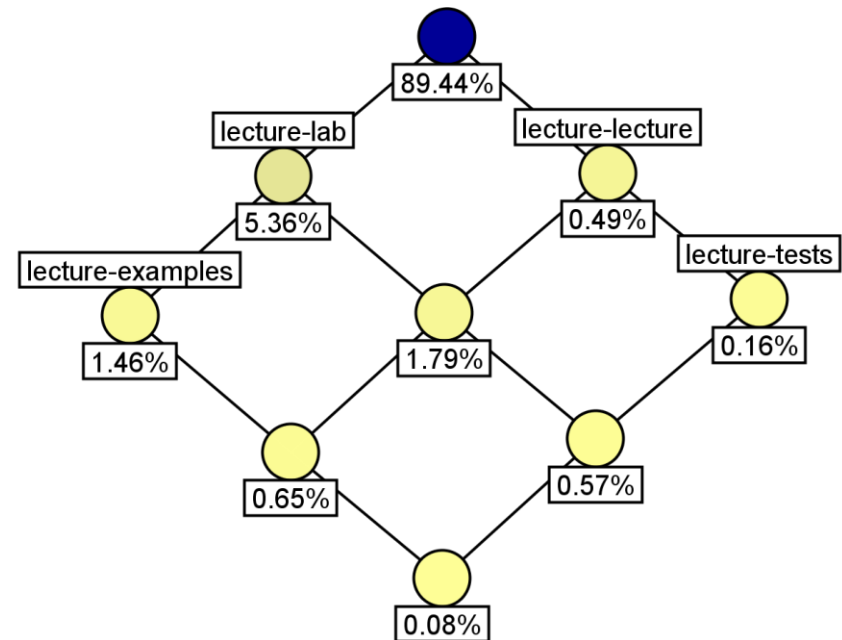 89.44%
lecture-lab
lecture-lecture
5.36%
0.49%
lecture-examples
lecture-tests
1.46%
1.79%
0.16%
0.65%
0.57%
0.08%